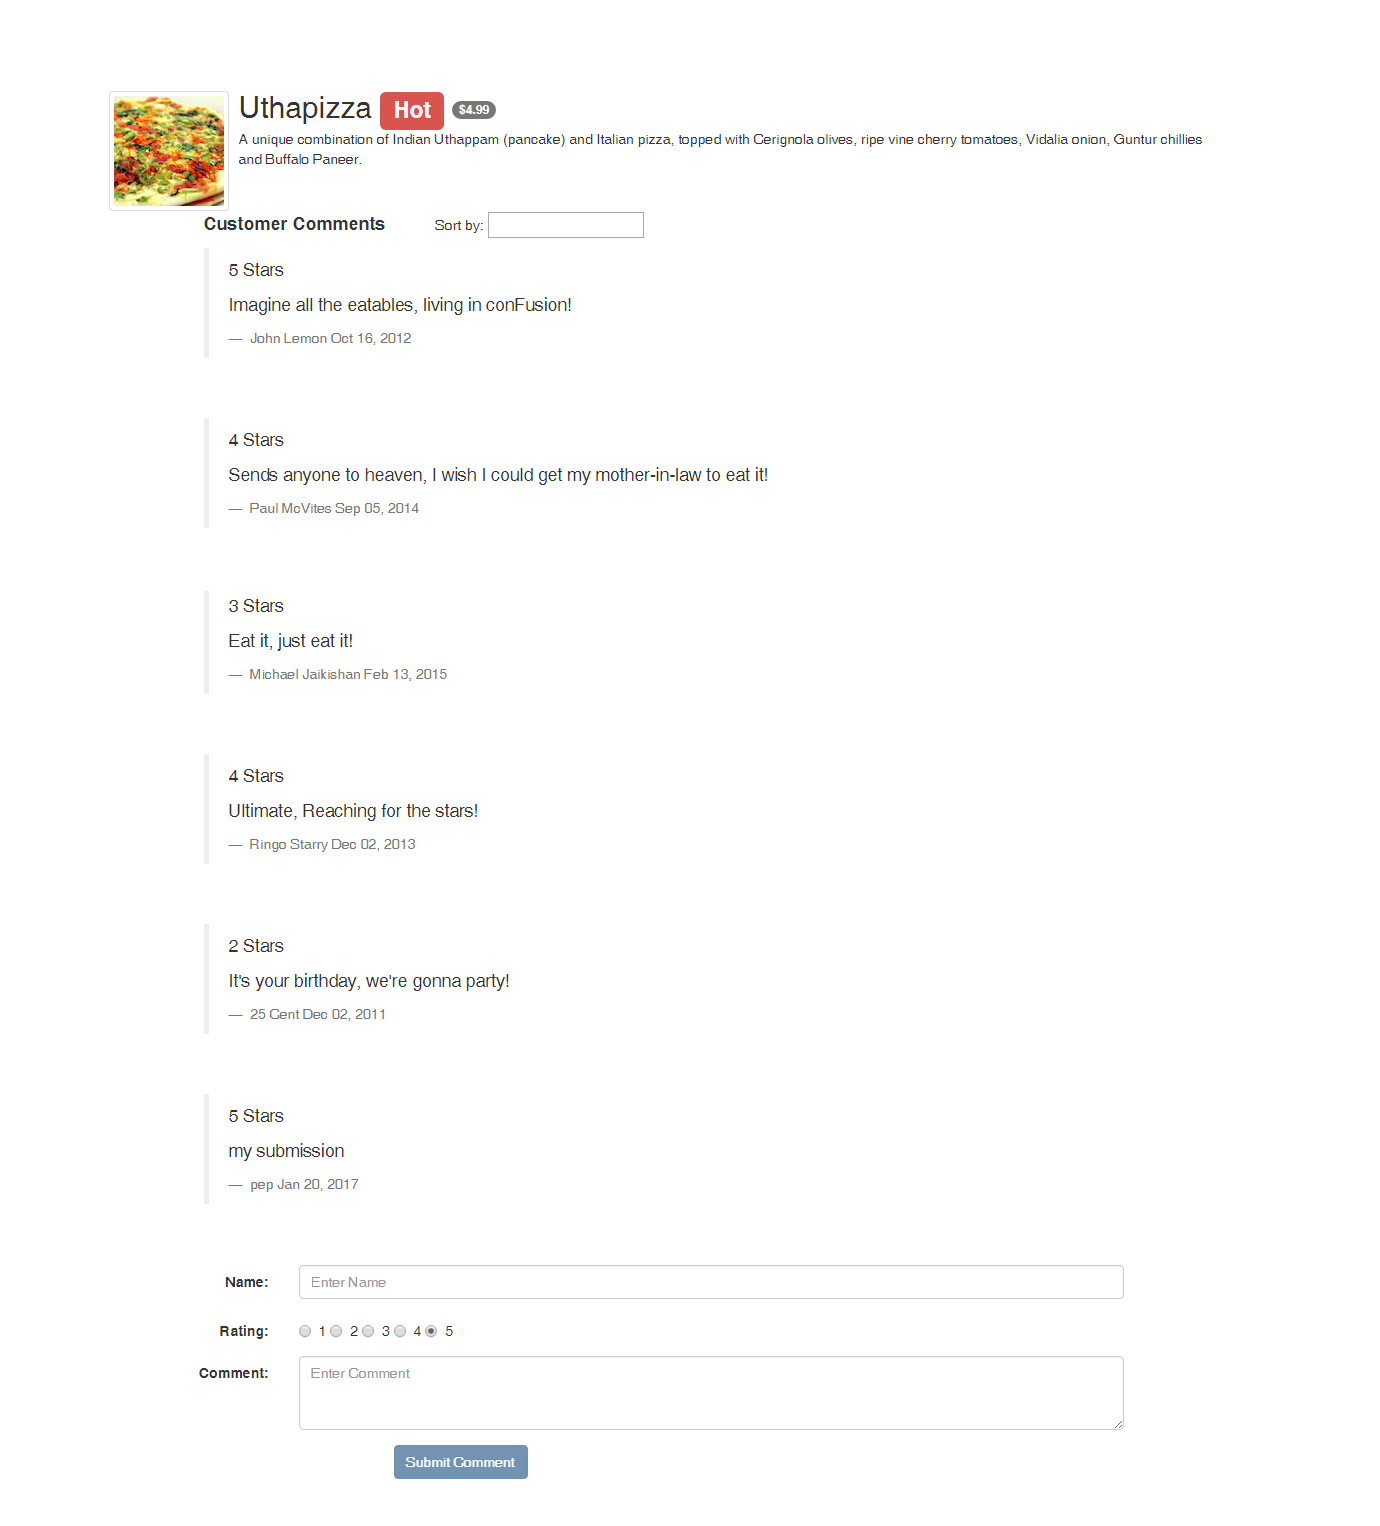 Uthapizza Hot $4.99
A unique combination of Indian Uthappam (pancake) and Italian pizza, topped with Cerignola olives, ripe vine cherry tomatoes, Vidalia onion, Guntur chillies
and Buffalo Paneer.
Customer Comments Sort by:
5 Stars
Imagine all the eatables, living in conFusion!
— John Lemon Oct 16, 2012
4 Stars
Sends anyone to heaven, I wish I could get my mother-in-law to eat it!
— Paul McVites Sep 05, 2014
3 Stars
Eat it, just eat it!
— Michael Jaikishan Feb 13, 2015
4 Stars
Ultimate, Reaching for the stars!
— Ringo Starry Dec 02, 2013
2 Stars
It's your birthday, we're gonna party!
— 25 Cent Dec 02, 2011
5 Stars
my submission
— pep Jan 20, 2017
Name: Enter Name
Rating: 1 2 3 4 5
Comment: Enter Comment
Submit Comment